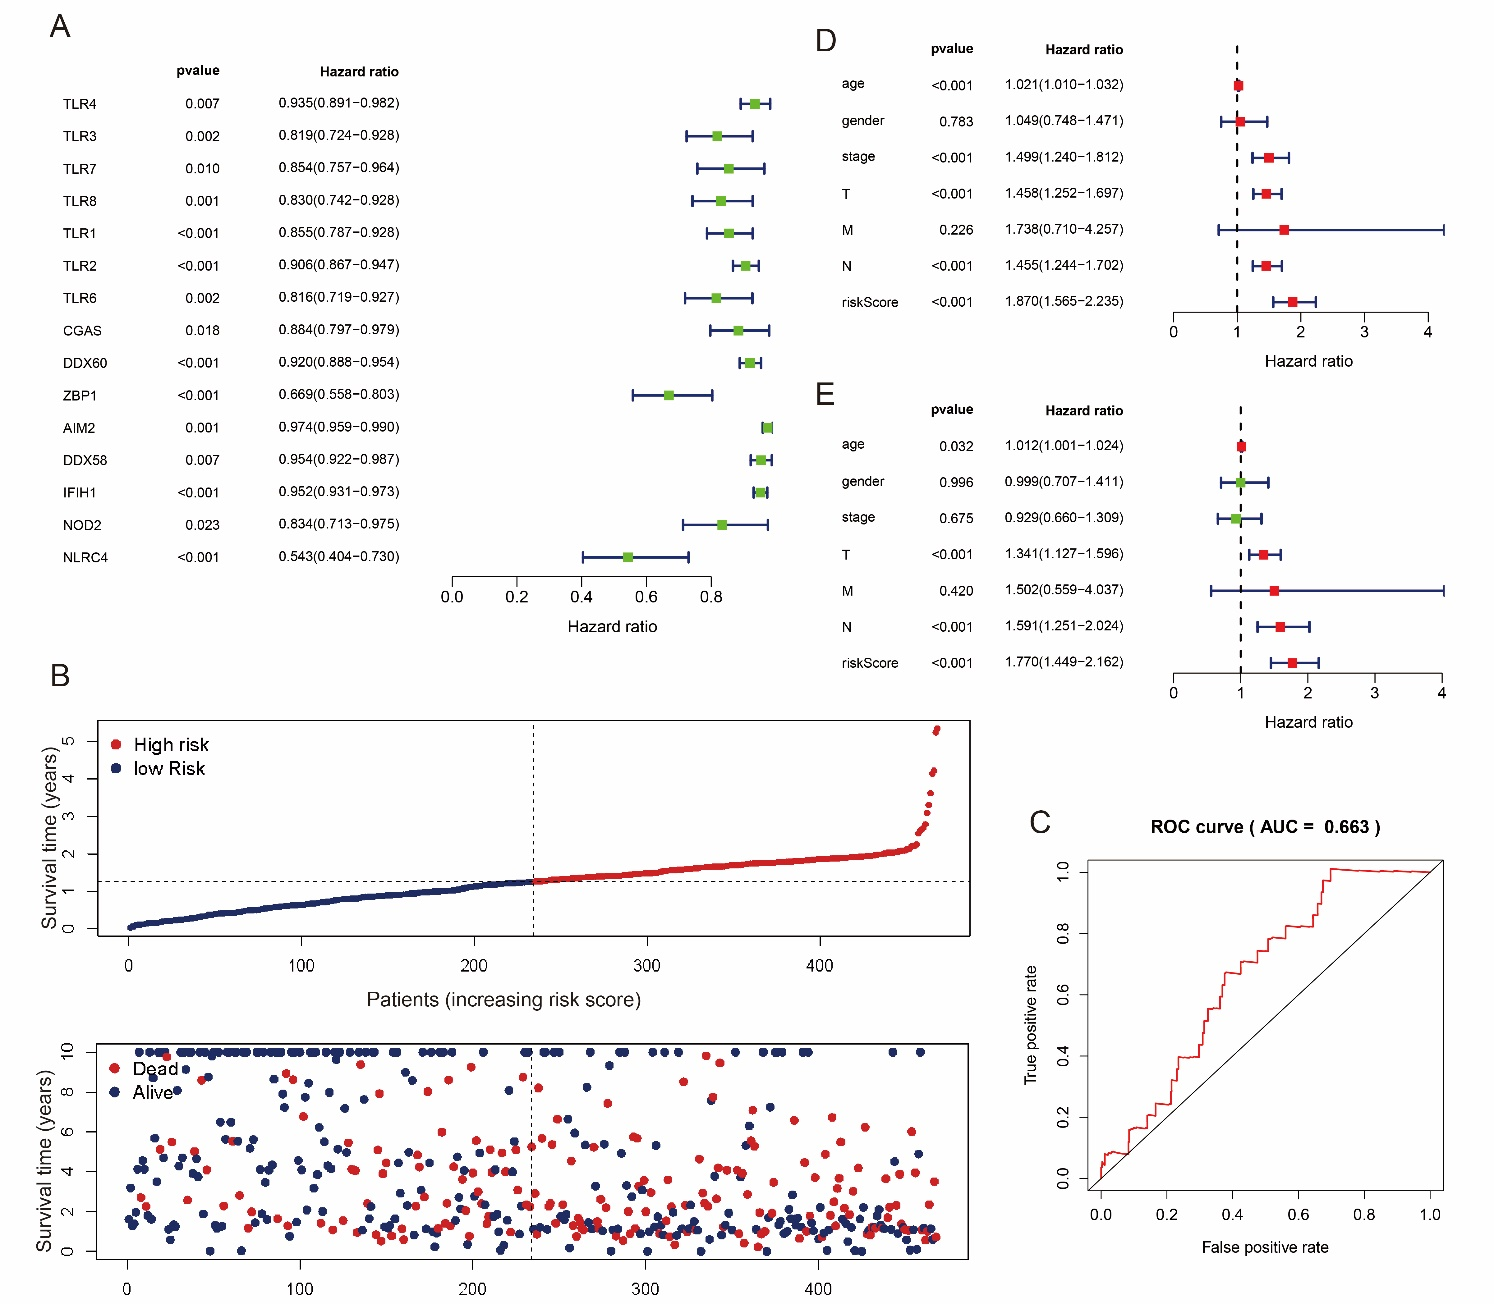 A
pvalue Hazard ratio
TLR4 0.007 0.935(0.891−0.982)
TLR3 0.002 0.819(0.724−0.928)
TLR7 0.010 0.854(0.757−0.964)
TLR8 0.001 0.830(0.742−0.928)
TLR1 <0.001 0.855(0.787−0.928)
TLR2 <0.001 0.906(0.867−0.947)
TLR6 0.002 0.816(0.719−0.927)
CGAS 0.018 0.884(0.797−0.979)
DDX60 <0.001 0.920(0.888−0.954)
ZBP1 <0.001 0.669(0.558−0.803)
AIM2 0.001 0.974(0.959−0.990)
DDX58 0.007 0.954(0.922−0.987)
IFIH1 <0.001 0.952(0.931−0.973)
NOD2 0.023 0.834(0.713−0.975)
NLRC4 <0.001 0.543(0.404−0.730)
0.0 0.2 0.4 0.6 0.8
Hazard ratio
D
pvalue Hazard ratio
age <0.001 1.021(1.010−1.032)
gender 0.783 1.049(0.748−1.471)
stage <0.001 1.499(1.240−1.812)
T <0.001 1.458(1.252−1.697)
M 0.226 1.738(0.710−4.257)
N <0.001 1.455(1.244−1.702)
riskScore <0.001 1.870(1.565−2.235)
0 1 2 3 4
Hazard ratio
E
pvalue Hazard ratio
age 0.032 1.012(1.001−1.024)
gender 0.996 0.999(0.707−1.411)
stage 0.675 0.929(0.660−1.309)
T <0.001 1.341(1.127−1.596)
M 0.420 1.502(0.559−4.037)
N <0.001 1.591(1.251−2.024)
riskScore <0.001 1.770(1.449−2.162)
0 1 2 3 4
Hazard ratio
B
Survival time (years)
5
4
3
2
1
0
High risk
low Risk
0 100 200 300 400
Patients (increasing risk score)
Survival time (years)
10
8
6
4
2
0
Dead
Alive
0 100 200 300 400
C
ROC curve ( AUC = 0.663 )
True positive rate
1.0
0.8
0.6
0.4
0.2
0.0
0.0 0.2 0.4 0.6 0.8 1.0
False positive rate